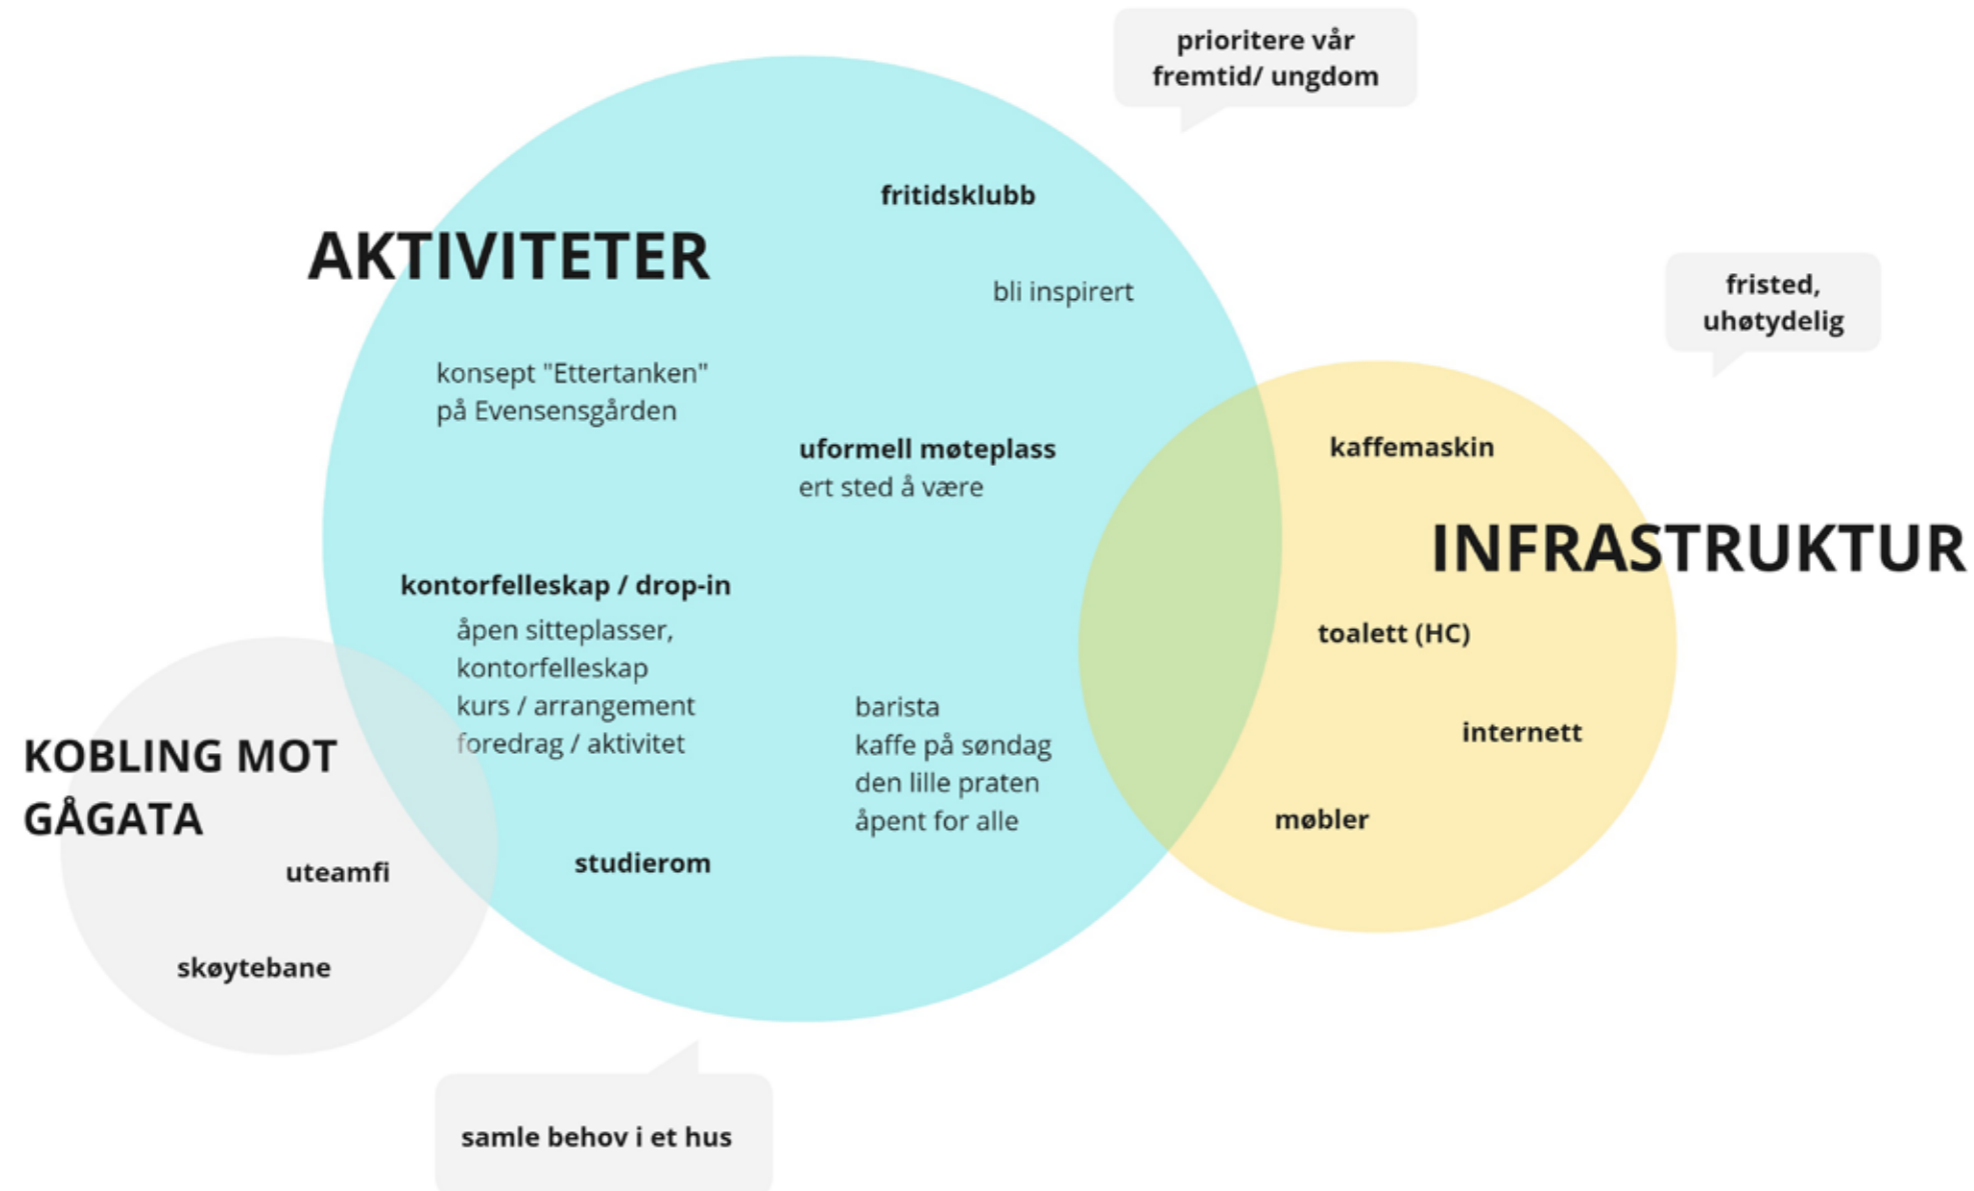 prioritere vår
fremtid/ ungdom
fritidsklubb
AKTIVITETER
bli inspirert
fristed,
uhøtydelig
konsept "Ettertanken"
på Evensensgården
uformell møteplass
ert sted å være
kaffemaskin
INFRASTRUKTUR
kontorfelleskap / drop-in
åpen sitteplasser,
kontorfelleskap
kurs / arrangement
foredrag / aktivitet
toalett (HC)
internett
barista
kaffe på søndag
den lille praten
åpent for alle
møbler
KOBLING MOT
GÅGATA
uteamfi
studierom
skøytebane
samle behov i et hus